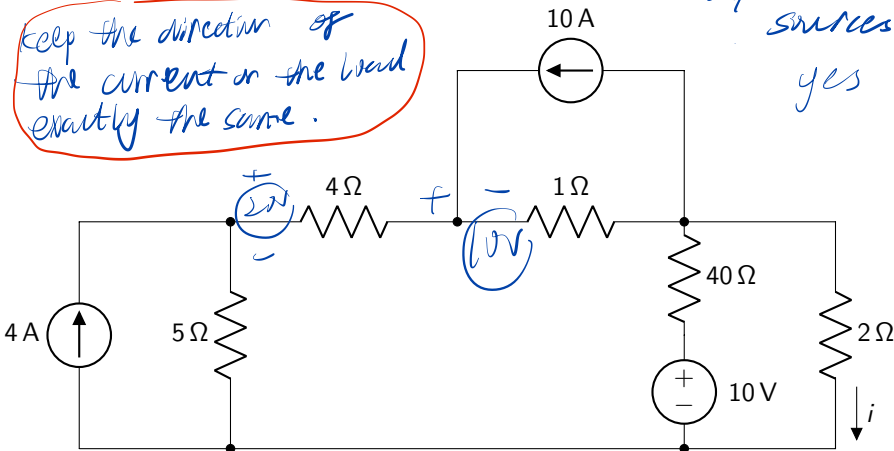 keep the direction of
the current on the load
exactly the same.
sources
yes
10 A
+
20V
-
4 Ω
+
-
10V
1 Ω
40 Ω
4 A
5 Ω
2 Ω
+
−
10 V
i